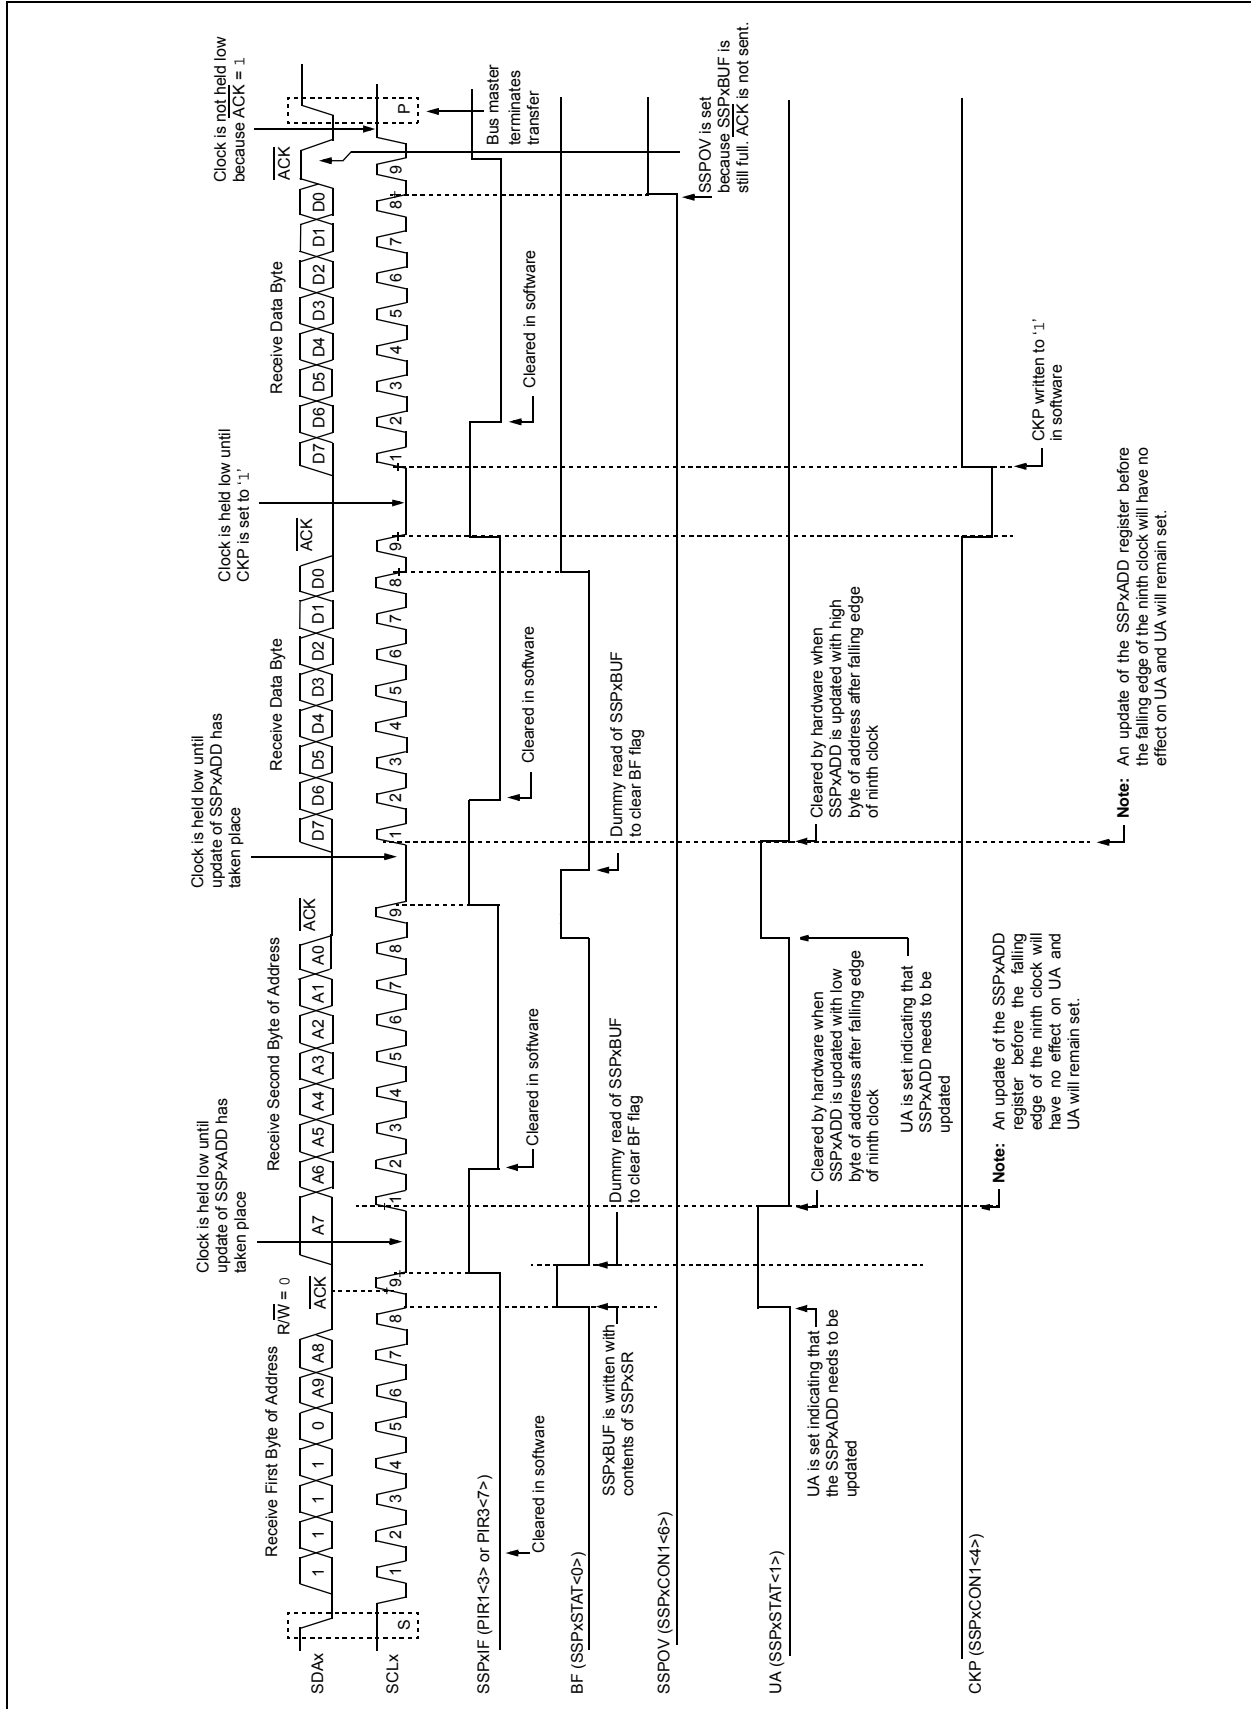 Receive First Byte of Address
R/W = 0
ACK
Clock is held low until
update of SSPxADD has
taken place
Receive Second Byte of Address
ACK
Clock is held low until
update of SSPxADD has
taken place
Receive Data Byte
ACK
Clock is held low until
CKP is set to ‘1’
Receive Data Byte
ACK
Clock is not held low
because ACK = 1
SDAx
1 1 1 1 0 A9 A8
A7 A6 A5 A4 A3 A2 A1 A0
D7 D6 D5 D4 D3 D2 D1 D0
D7 D6 D5 D4 D3 D2 D1 D0
SCLx
S
1 2 3 4 5 6 7 8 9
1 2 3 4 5 6 7 8 9
1 2 3 4 5 6 7 8 9
1 2 3 4 5 6 7 8 9
P
Bus master
terminates
transfer
SSPxIF (PIR1<3> or PIR3<7>)
Cleared in software
Cleared in software
Cleared in software
Cleared in software
BF (SSPxSTAT<0>)
SSPxBUF is written with
contents of SSPxSR
Dummy read of SSPxBUF
to clear BF flag
Dummy read of SSPxBUF
to clear BF flag
SSPOV (SSPxCON1<6>)
SSPOV is set
because SSPxBUF is
still full. ACK is not sent.
UA (SSPxSTAT<1>)
UA is set indicating that
the SSPxADD needs to be
updated
Cleared by hardware when
SSPxADD is updated with low
byte of address after falling edge
of ninth clock
UA is set indicating that
SSPxADD needs to be
updated
Cleared by hardware when
SSPxADD is updated with high
byte of address after falling edge
of ninth clock
CKP (SSPxCON1<4>)
CKP written to ‘1’
in software
Note: An update of the SSPxADD
register before the falling
edge of the ninth clock will
have no effect on UA and
UA will remain set.
Note: An update of the SSPxADD register before
the falling edge of the ninth clock will have no
effect on UA and UA will remain set.